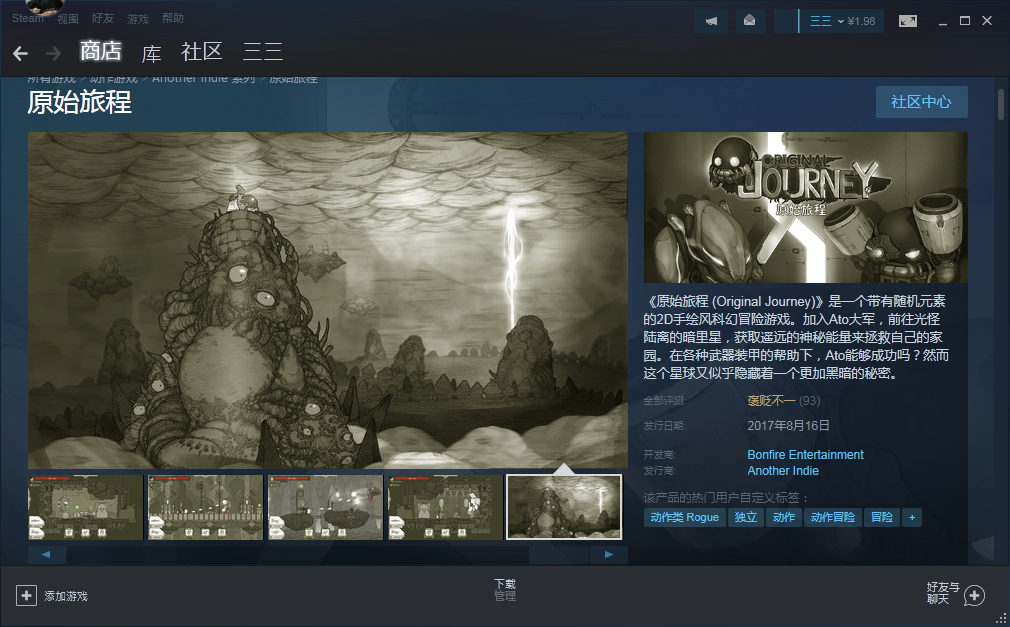 Steam 视图 好友 游戏 帮助
三三 ¥1.98
商店 库 社区 三三
所有游戏 > 动作游戏 > Another Indie 系列 > 原始旅程
原始旅程
社区中心
ORIGINAL
JOURNEY
原始旅程
《原始旅程 (Original Journey)》是一个带有随机元素
的2D手绘风科幻冒险游戏。加入Ato大军，前往光怪
陆离的暗里星，获取遥远的神秘能量来拯救自己的家
园。在各种武器装甲的帮助下，Ato能够成功吗？然而
这个星球又似乎隐藏着一个更加黑暗的秘密。
全部评测: 褒贬不一 (93)
发行日期: 2017年8月16日
开发商: Bonfire Entertainment
发行商: Another Indie
该产品的热门用户自定义标签：
动作类 Rogue 独立 动作 动作冒险 冒险 +
添加游戏
下载
管理
好友与
聊天